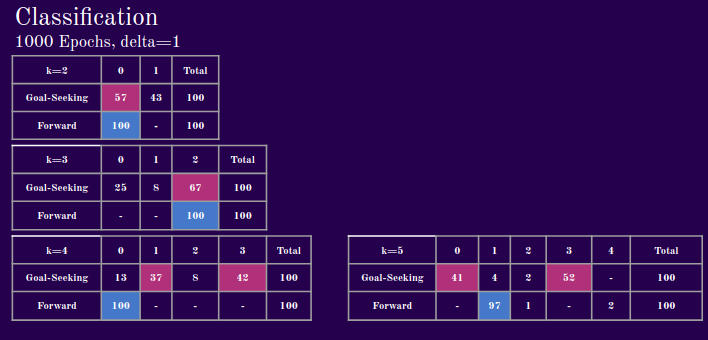 Classification
1000 Epochs, delta=1
k=2 0 1 Total
Goal-Seeking 57 43 100
Forward 100 - 100
k=3 0 1 2 Total
Goal-Seeking 25 8 67 100
Forward - - 100 100
k=4 0 1 2 3 Total
Goal-Seeking 13 37 8 42 100
Forward 100 - - - 100
k=5 0 1 2 3 4 Total
Goal-Seeking 41 4 2 52 - 100
Forward - 97 1 - 2 100